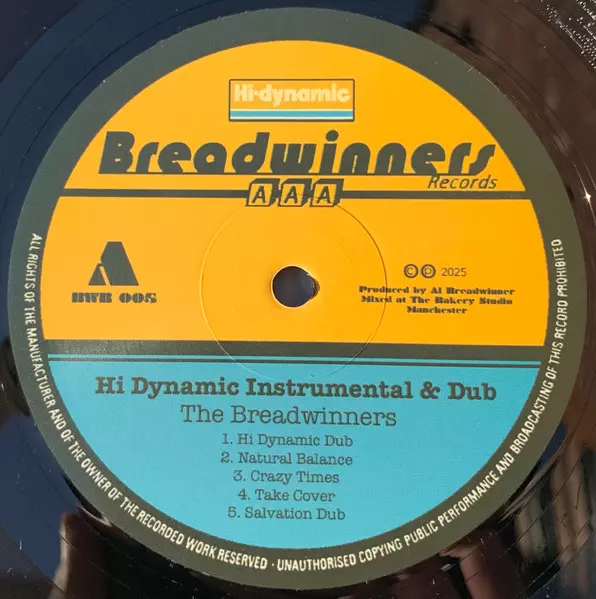 Hi-dynamic
Breadwinners
Records
AAA
A
BWR 005
© ℗ 2025
Produced by Al Breadwinner
Mixed at The Bakery Studio
Manchester
Hi Dynamic Instrumental & Dub
The Breadwinners
1. Hi Dynamic Dub
2. Natural Balance
3. Crazy Times
4. Take Cover
5. Salvation Dub
ALL RIGHTS OF THE MANUFACTURER AND OF THE OWNER OF THE RECORDED WORK RESERVED · UNAUTHORISED COPYING PUBLIC PERFORMANCE AND BROADCASTING OF THIS RECORD PROHIBITED